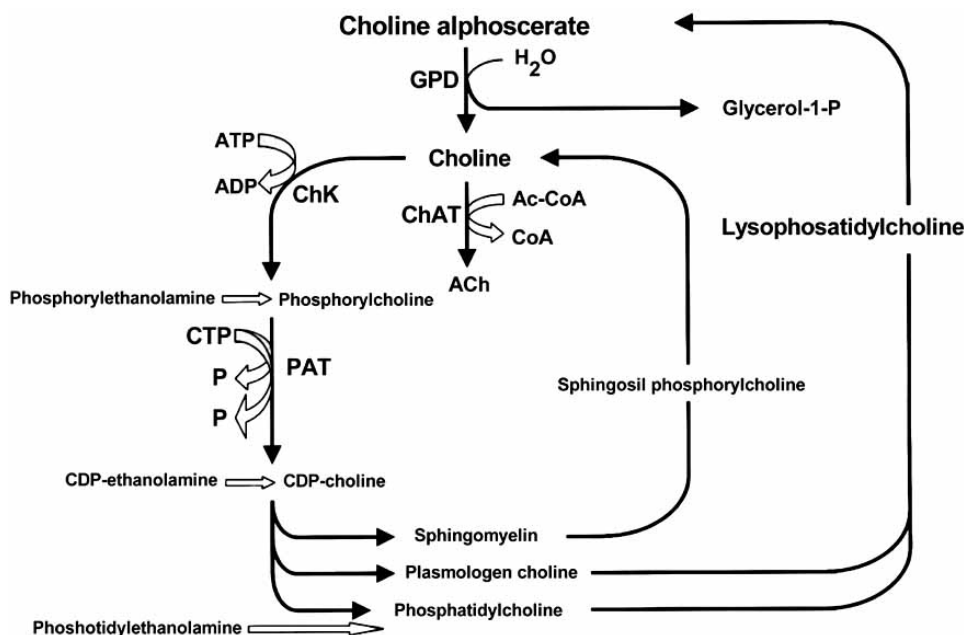 Choline alphoscerate
H2O
GPD
Glycerol-1-P
ATP
Choline
ADP
ChK
Ac-CoA
ChAT
CoA
Lysophosatidylcholine
ACh
Phosphorylethanolamine
Phosphorylcholine
CTP
PAT
P
Sphingosil phosphorylcholine
P
CDP-ethanolamine
CDP-choline
Sphingomyelin
Plasmologen choline
Phosphatidylcholine
Phoshotidylethanolamine